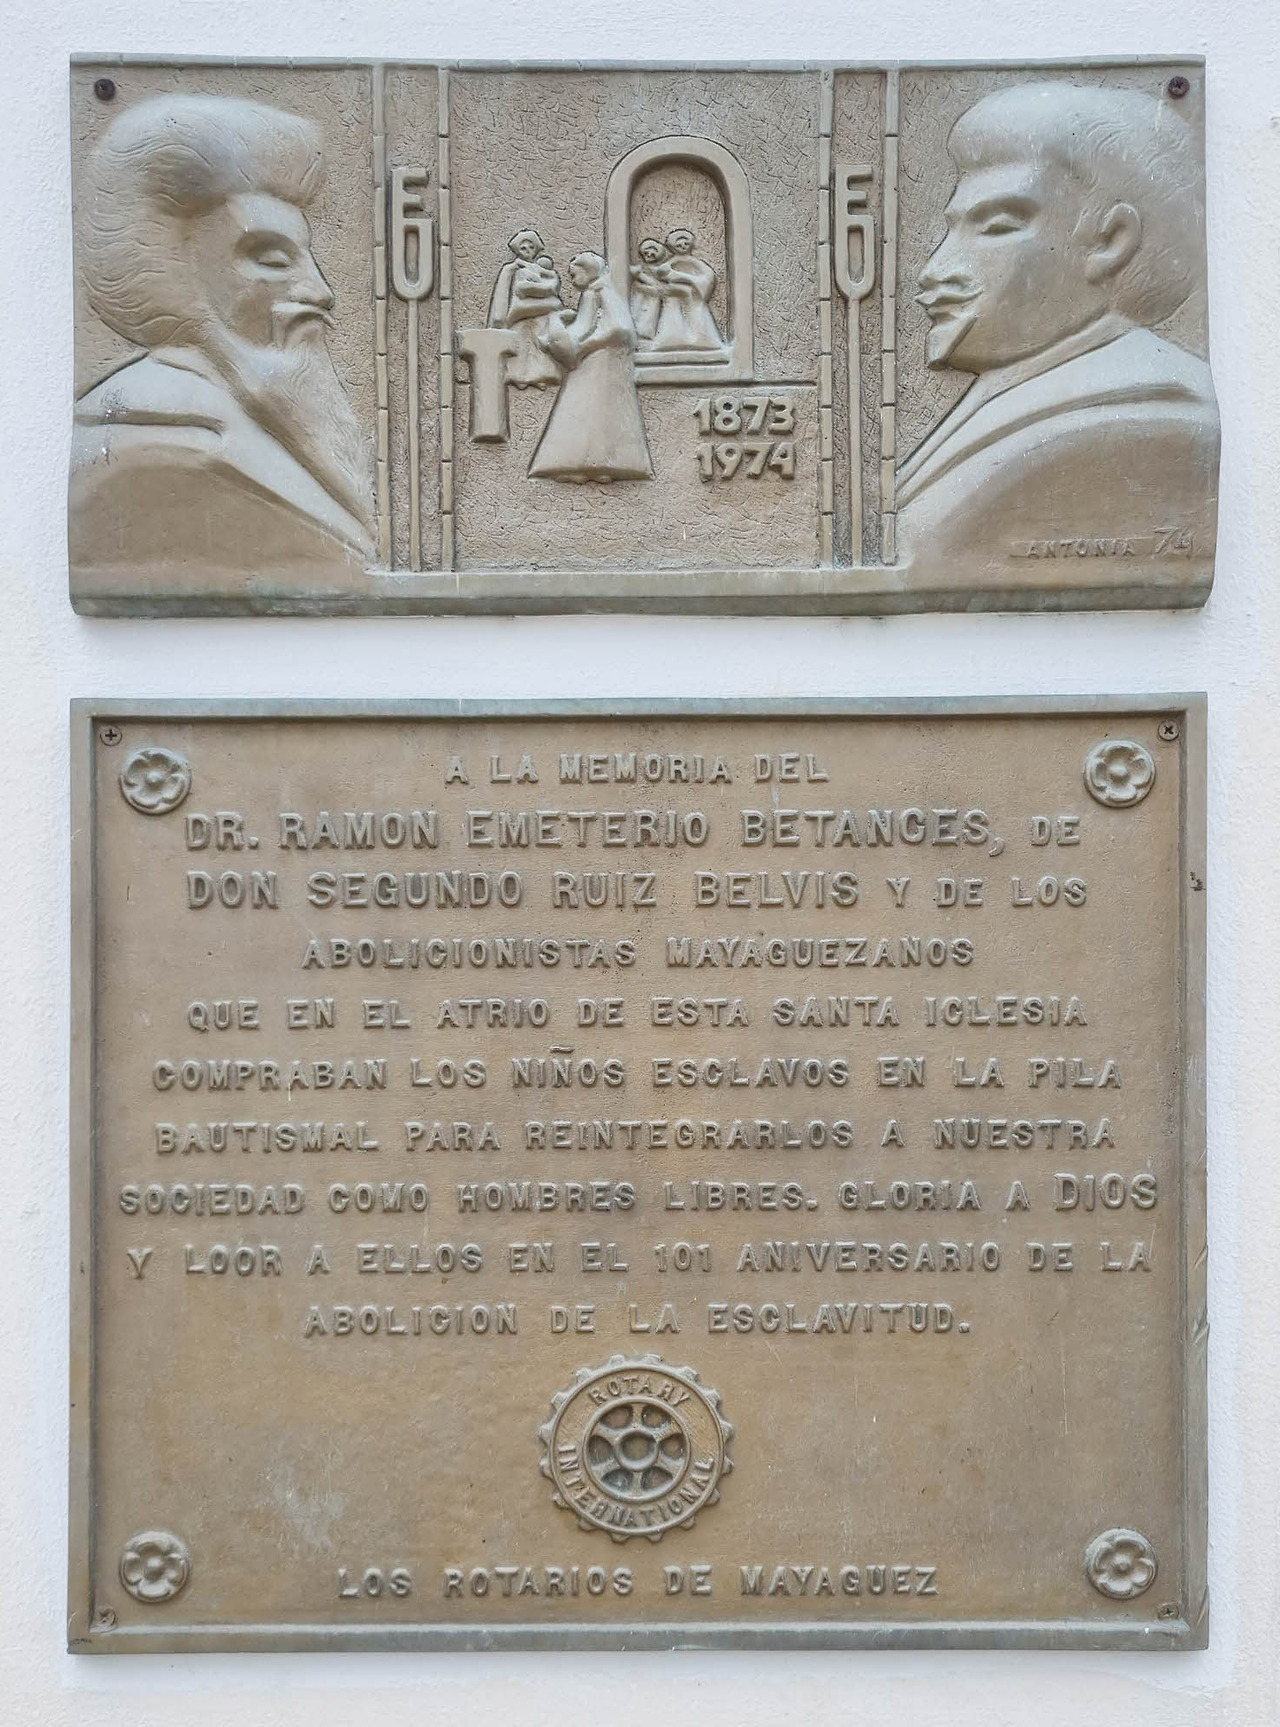 1873
1974
ANTONIA 74
A LA MEMORIA DEL
DR. RAMON EMETERIO BETANCES, DE
DON SEGUNDO RUIZ BELVIS Y DE LOS
ABOLICIONISTAS MAYAGUEZANOS
QUE EN EL ATRIO DE ESTA SANTA IGLESIA
COMPRABAN LOS NIÑOS ESCLAVOS EN LA PILA
BAUTISMAL PARA REINTEGRARLOS A NUESTRA
SOCIEDAD COMO HOMBRES LIBRES. GLORIA A DIOS
Y LOOR A ELLOS EN EL 101 ANIVERSARIO DE LA
ABOLICION DE LA ESCLAVITUD.
ROTARY
INTERNATIONAL
LOS ROTARIOS DE MAYAGUEZ